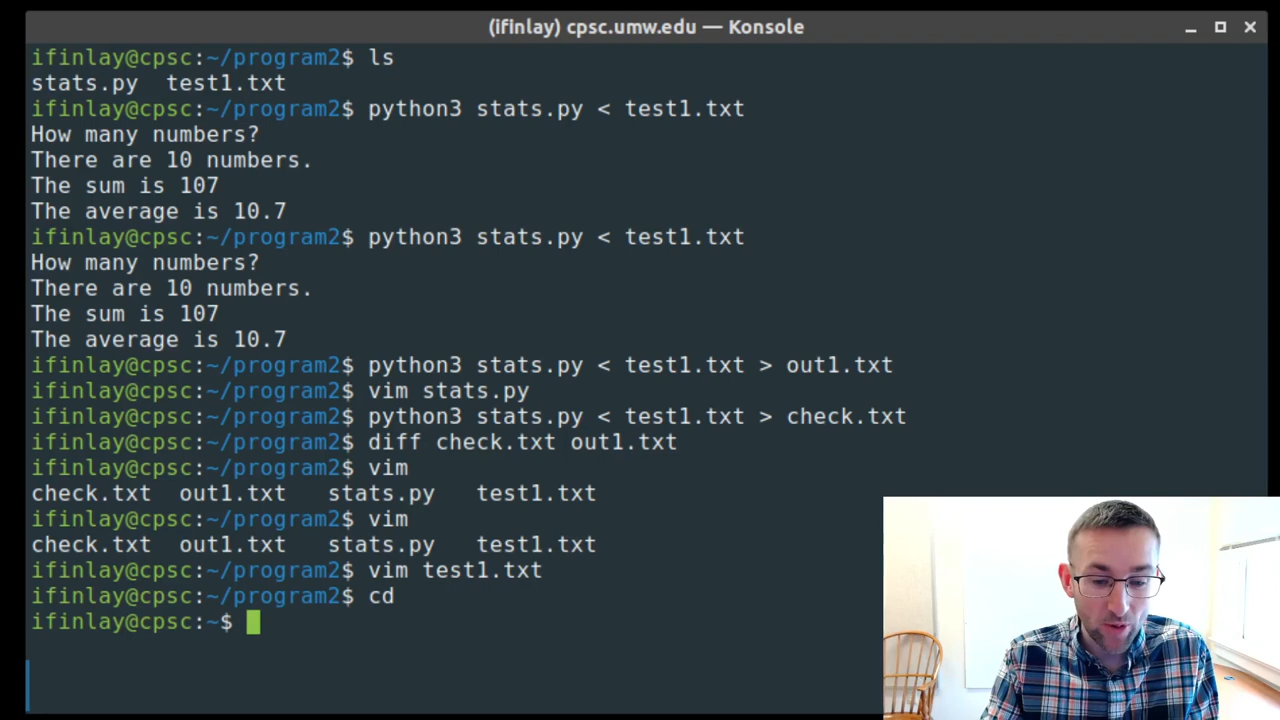 (ifinlay) cpsc.umw.edu — Konsole
ifinlay@cpsc:~/program2$ ls
stats.py  test1.txt
ifinlay@cpsc:~/program2$ python3 stats.py < test1.txt
How many numbers?
There are 10 numbers.
The sum is 107
The average is 10.7
ifinlay@cpsc:~/program2$ python3 stats.py < test1.txt
How many numbers?
There are 10 numbers.
The sum is 107
The average is 10.7
ifinlay@cpsc:~/program2$ python3 stats.py < test1.txt > out1.txt
ifinlay@cpsc:~/program2$ vim stats.py
ifinlay@cpsc:~/program2$ python3 stats.py < test1.txt > check.txt
ifinlay@cpsc:~/program2$ diff check.txt out1.txt
ifinlay@cpsc:~/program2$ vim
check.txt  out1.txt   stats.py   test1.txt
ifinlay@cpsc:~/program2$ vim
check.txt  out1.txt   stats.py   test1.txt
ifinlay@cpsc:~/program2$ vim test1.txt
ifinlay@cpsc:~/program2$ cd
ifinlay@cpsc:~$